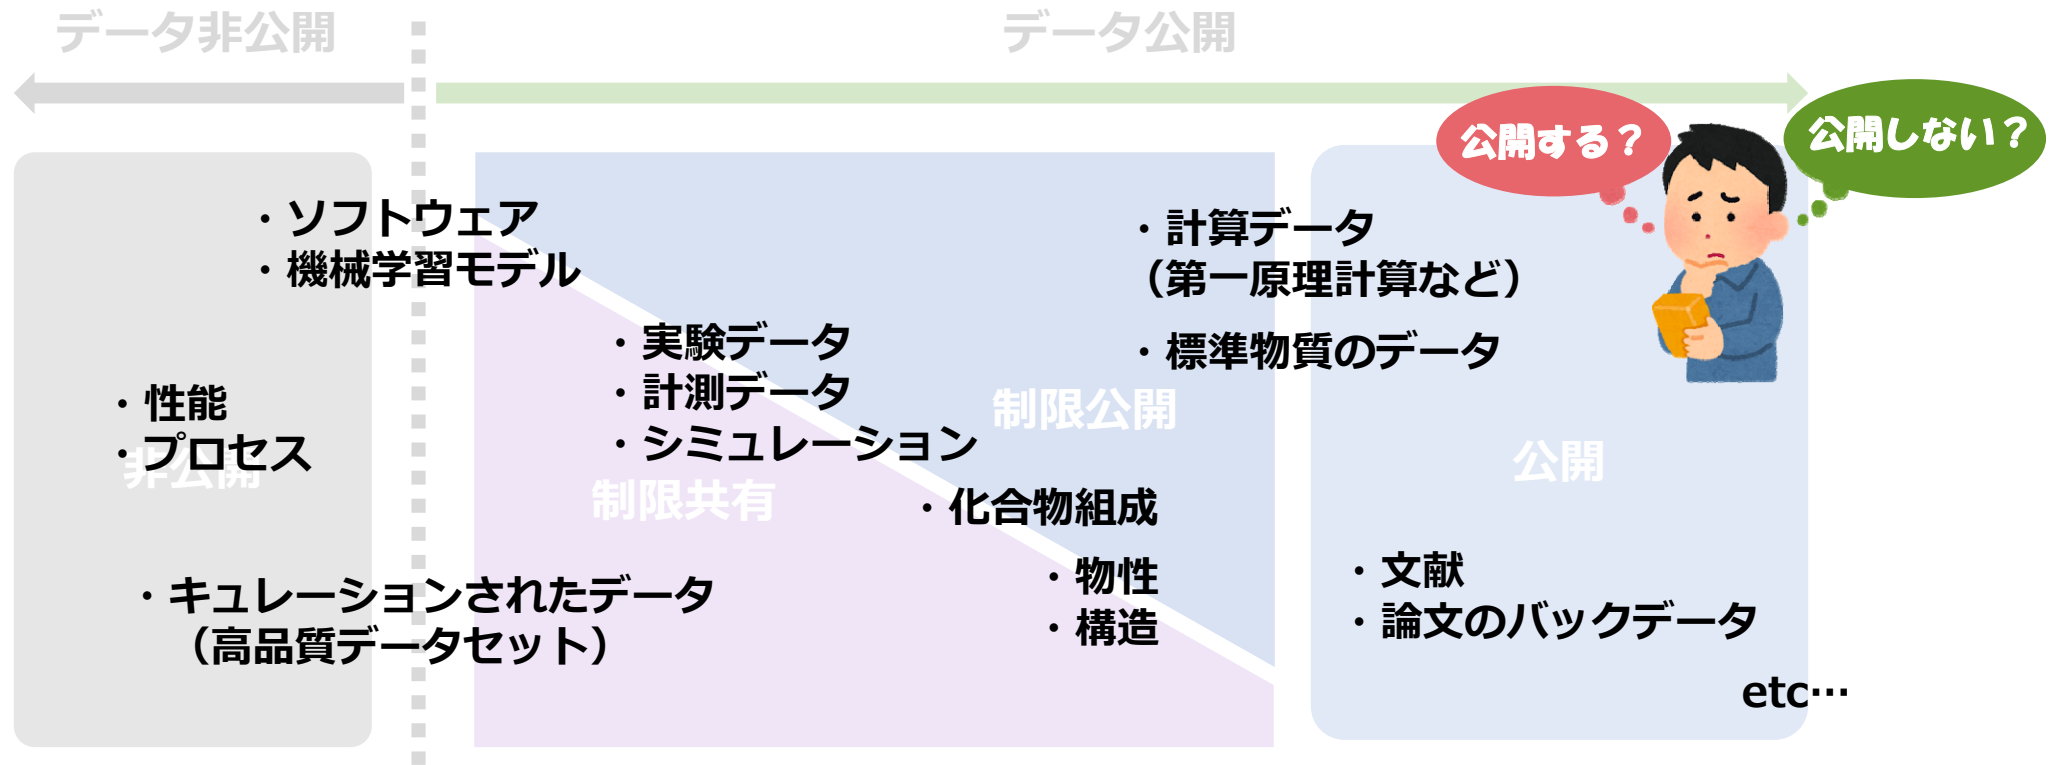 データ非公開
データ公開
公開する？
公開しない？
・ソフトウェア
・機械学習モデル
・計算データ
（第一原理計算など）
・標準物質のデータ
・実験データ
・計測データ
・シミュレーション
制限公開
・性能
・プロセス
非公開
公開
制限共有
・化合物組成
・物性
・構造
・キュレーションされたデータ
（高品質データセット）
・文献
・論文のバックデータ
etc…